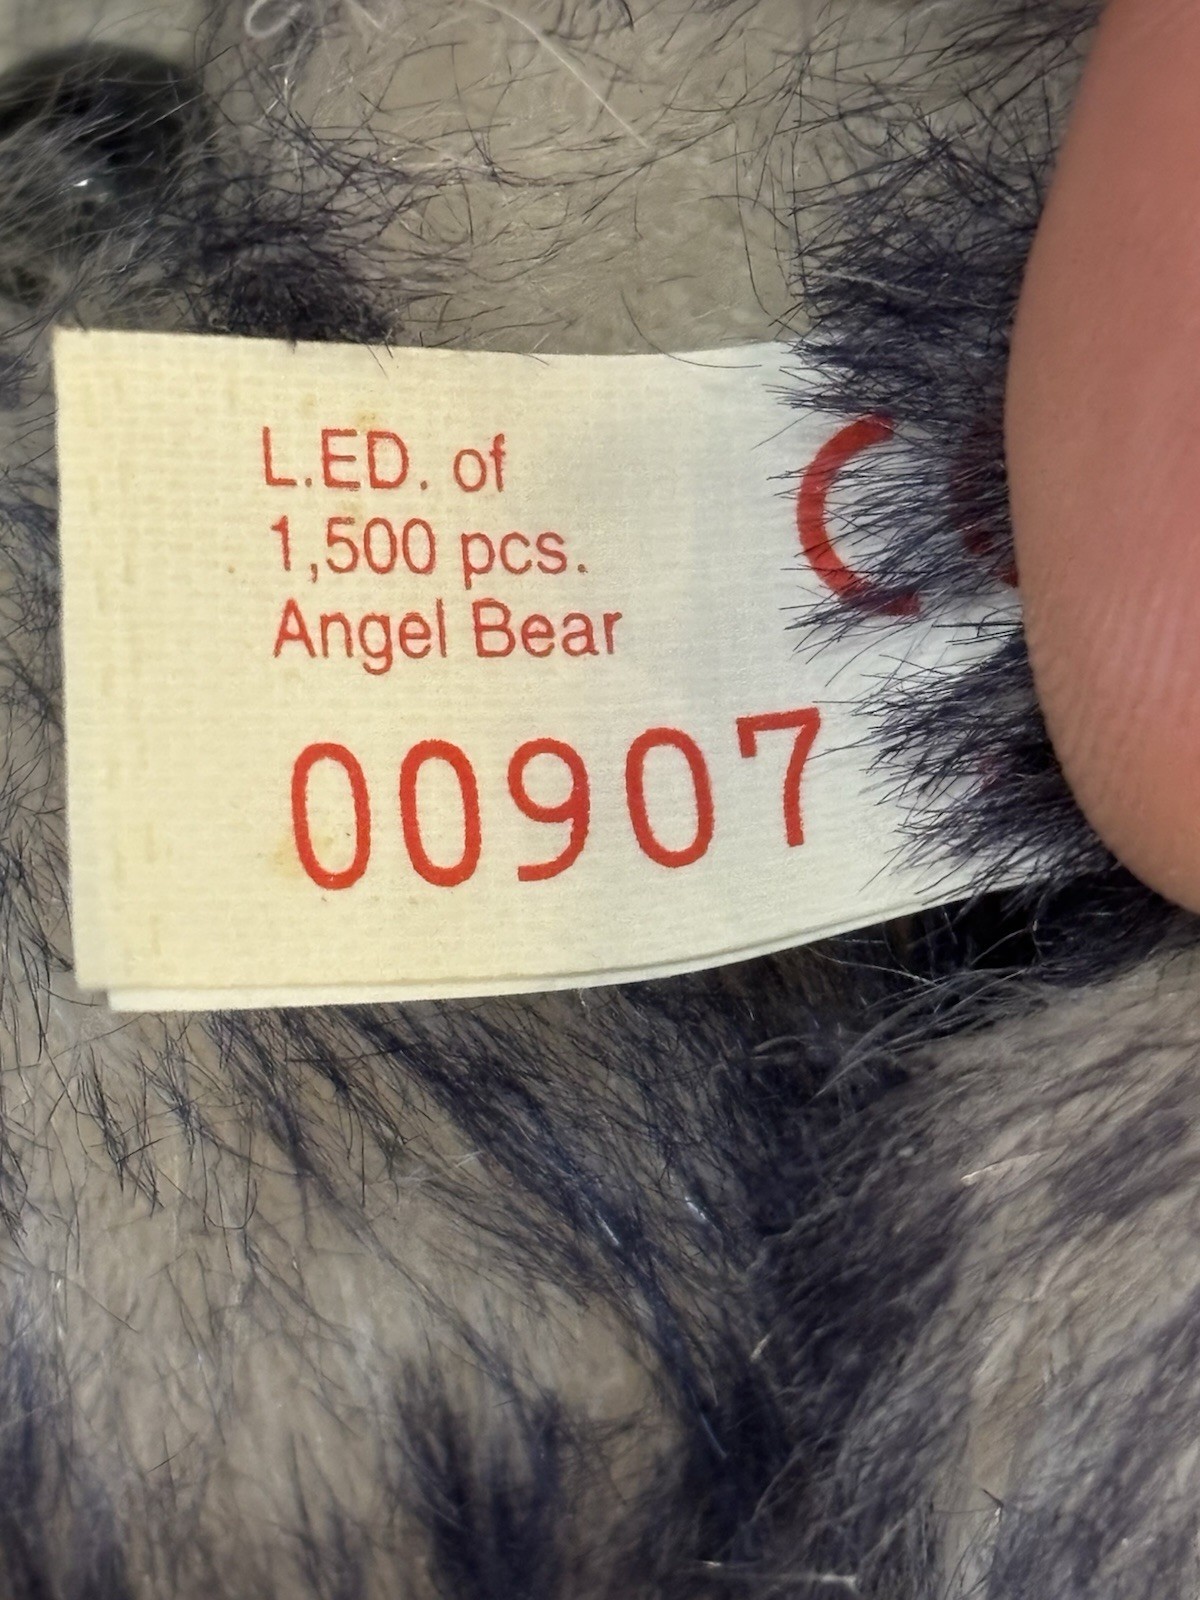 L.ED. of
1,500 pcs.
Angel Bear
00907